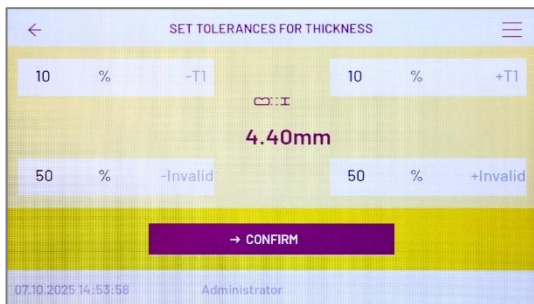 SET TOLERANCES FOR THICKNESS
10 % -T1
10 % +T1
4.40mm
50 % -Invalid
50 % +Invalid
→ CONFIRM
07.10.2025 14:53:58 Administrator